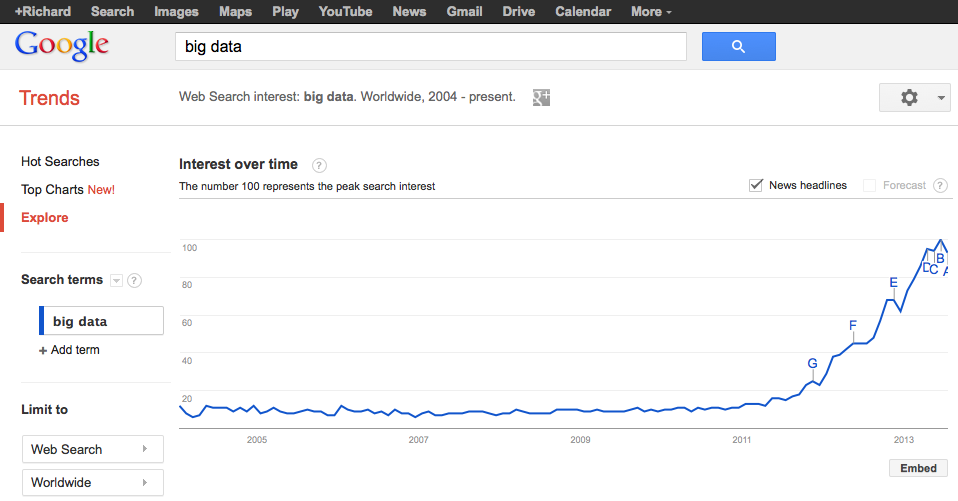 +Richard Search Images Maps Play YouTube News Gmail Drive Calendar More
Google
big data
Trends
Web Search interest: big data. Worldwide, 2004 - present.
g+
Hot Searches
Top Charts New!
Explore
Search terms ?
big data
+ Add term
Limit to
Web Search
Worldwide
Interest over time ?
The number 100 represents the peak search interest
News headlines Forecast ?
100
80
60
40
20
G
F
E
D
C
B
A
2005 2007 2009 2011 2013
Embed